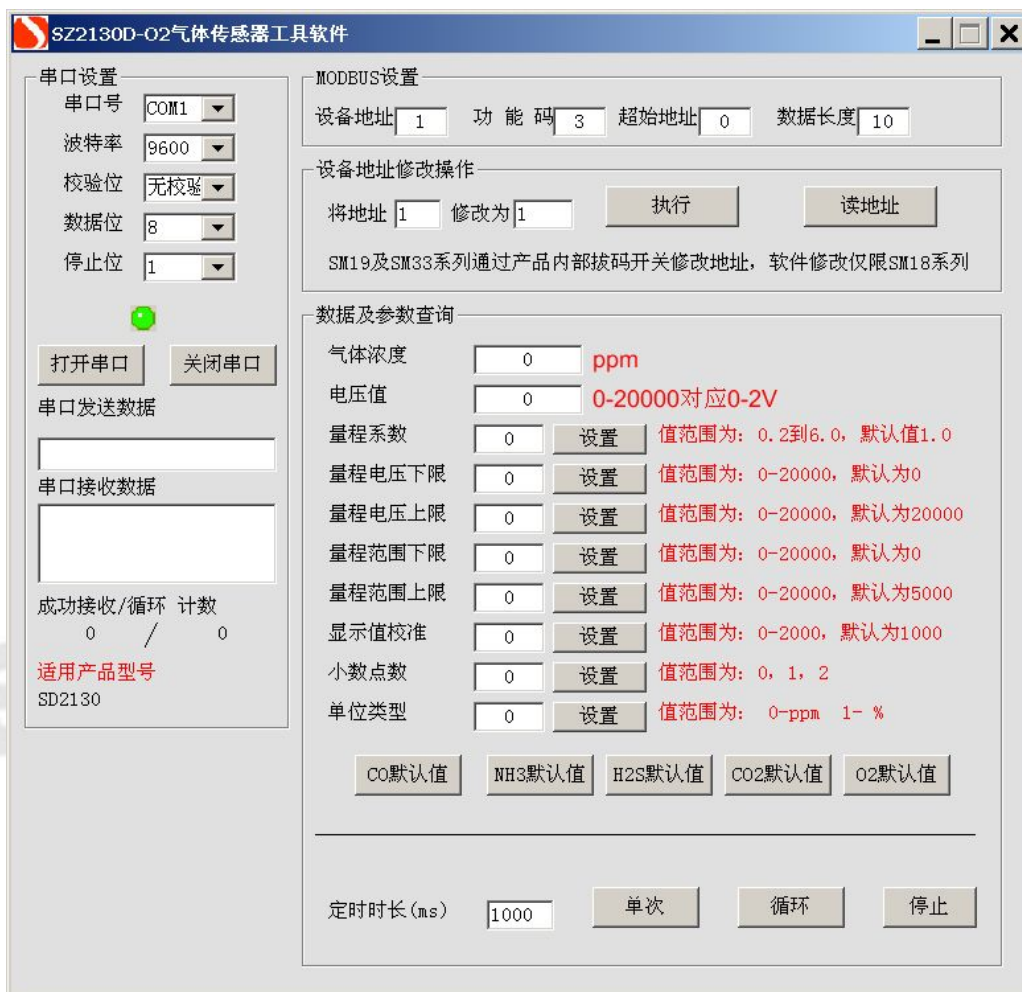 SZ2130D-O2气体传感器工具软件
串口设置
串口号 COM1
波特率 9600
校验位 无校验
数据位 8
停止位 1
打开串口 关闭串口
串口发送数据
串口接收数据
成功接收/循环 计数
0 / 0
适用产品型号
SD2130
MODBUS设置
设备地址 1 功 能 码 3 超始地址 0 数据长度 10
设备地址修改操作
将地址 1 修改为 1 执行 读地址
SM19及SM33系列通过产品内部拔码开关修改地址，软件修改仅限SM18系列
数据及参数查询
气体浓度 0 ppm
电压值 0 0-20000对应0-2V
量程系数 0 设置 值范围为：0.2到6.0，默认值1.0
量程电压下限 0 设置 值范围为：0-20000，默认为0
量程电压上限 0 设置 值范围为：0-20000，默认为20000
量程范围下限 0 设置 值范围为：0-20000，默认为0
量程范围上限 0 设置 值范围为：0-20000，默认为5000
显示值校准 0 设置 值范围为：0-2000，默认为1000
小数点数 0 设置 值范围为：0，1，2
单位类型 0 设置 值范围为： 0-ppm 1- %
CO默认值 NH3默认值 H2S默认值 CO2默认值 O2默认值
定时时长(ms) 1000 单次 循环 停止